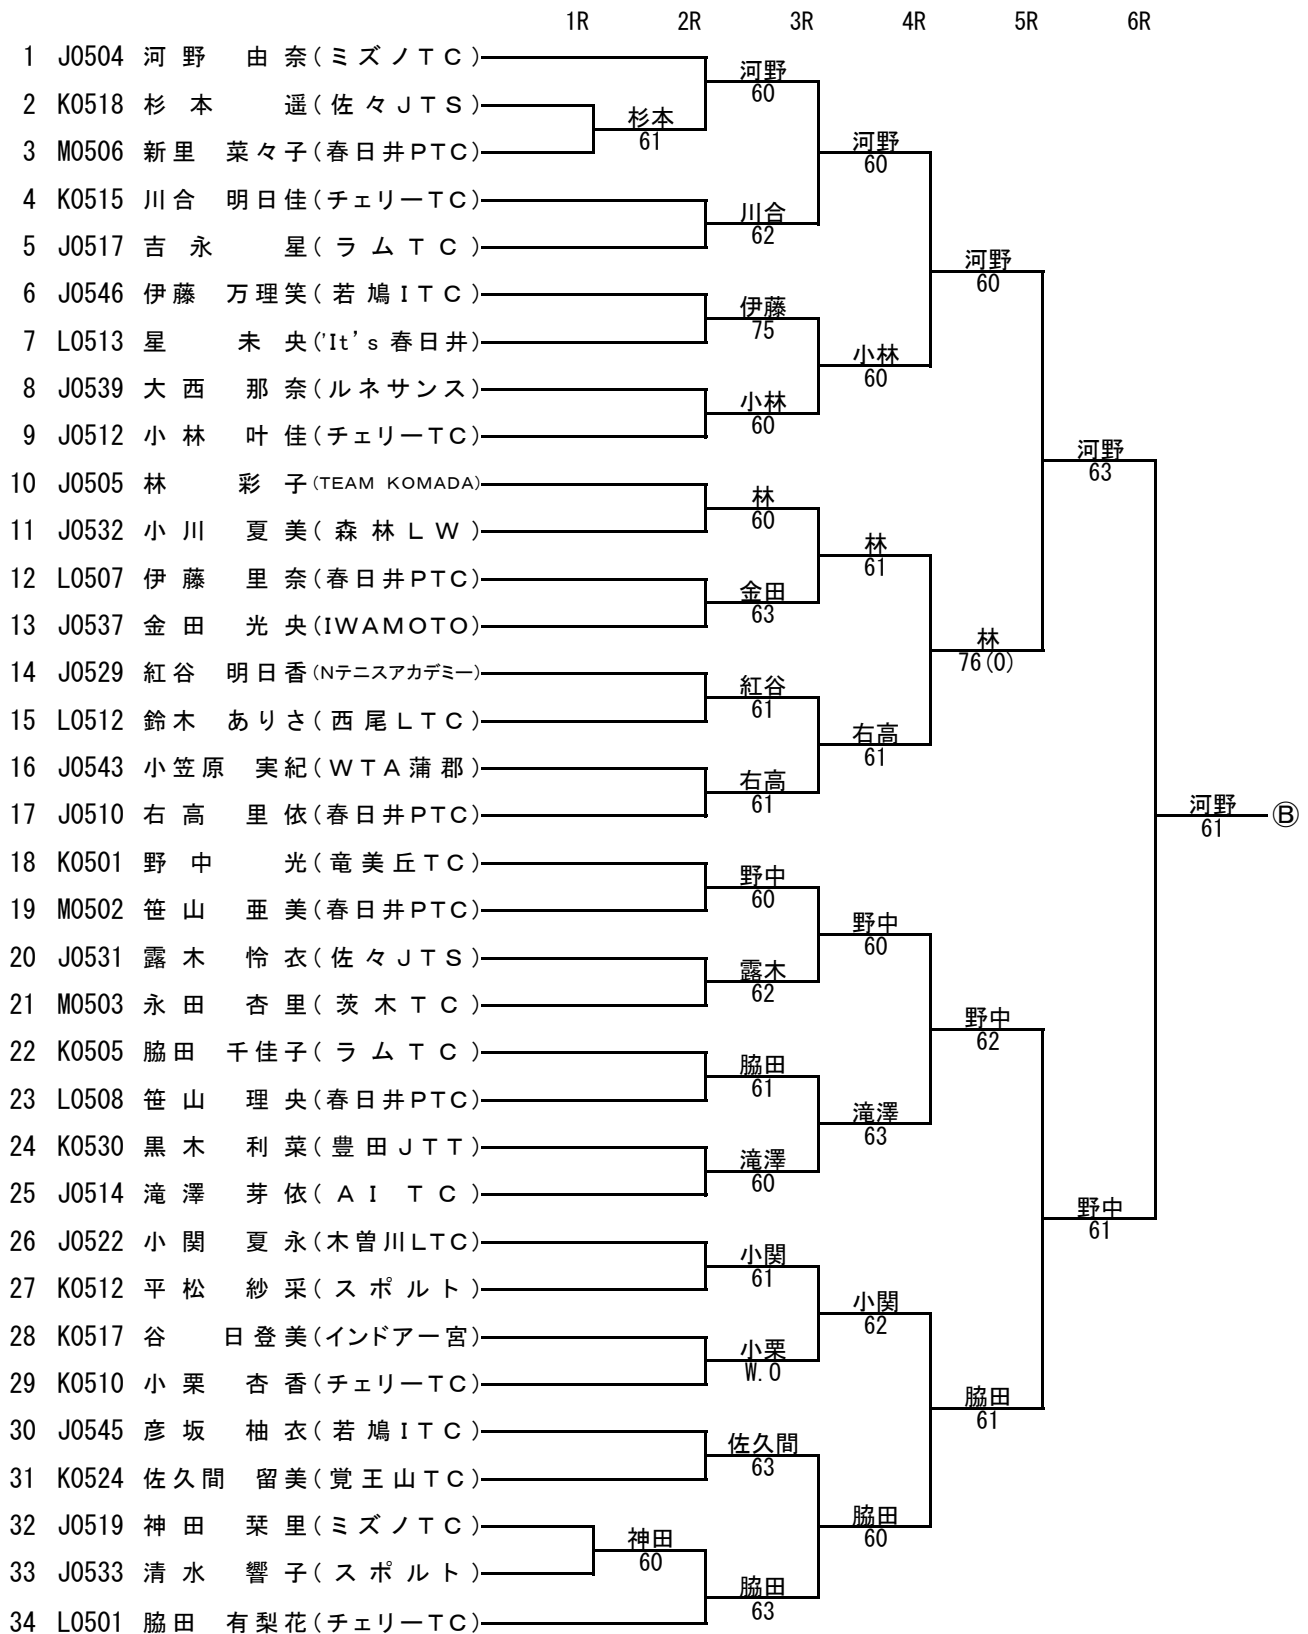 1R 2R 3R 4R 5R 6R
1 J0504 河野 由奈(ミズノTC)
2 K0518 杉本 遥(佐々JTS)
3 M0506 新里 菜々子(春日井PTC)
4 K0515 川合 明日佳(チェリーTC)
5 J0517 吉永 星(ラムTC)
6 J0546 伊藤 万理笑(若鳩ITC)
7 L0513 星 未央('It's 春日井)
8 J0539 大西 那奈(ルネサンス)
9 J0512 小林 叶佳(チェリーTC)
10 J0505 林 彩子(TEAM KOMADA)
11 J0532 小川 夏美(森林LW)
12 L0507 伊藤 里奈(春日井PTC)
13 J0537 金田 光央(IWAMOTO)
14 J0529 紅谷 明日香(Nテニスアカデミー)
15 L0512 鈴木 ありさ(西尾LTC)
16 J0543 小笠原 実紀(WTA蒲郡)
17 J0510 右高 里依(春日井PTC)
18 K0501 野中 光(竜美丘TC)
19 M0502 笹山 亜美(春日井PTC)
20 J0531 露木 怜衣(佐々JTS)
21 M0503 永田 杏里(茨木TC)
22 K0505 脇田 千佳子(ラムTC)
23 L0508 笹山 理央(春日井PTC)
24 K0530 黒木 利菜(豊田JTT)
25 J0514 滝澤 芽依(AI TC)
26 J0522 小関 夏永(木曽川LTC)
27 K0512 平松 紗采(スポルト)
28 K0517 谷 日登美(インドアー宮)
29 K0510 小栗 杏香(チェリーTC)
30 J0545 彦坂 柚衣(若鳩ITC)
31 K0524 佐久間 留美(覚王山TC)
32 J0519 神田 栞里(ミズノTC)
33 J0533 清水 響子(スポルト)
34 L0501 脇田 有梨花(チェリーTC)
杉本
61
神田
60
河野
60
川合
62
伊藤
75
小林
60
林
60
金田
63
紅谷
61
右高
61
野中
60
露木
62
脇田
61
滝澤
60
小関
61
小栗
W.O
佐久間
63
脇田
63
河野
60
小林
60
林
61
右高
61
野中
60
滝澤
63
小関
62
脇田
60
河野
60
林
76(0)
野中
62
脇田
61
河野
63
野中
61
河野
61
Ⓑ